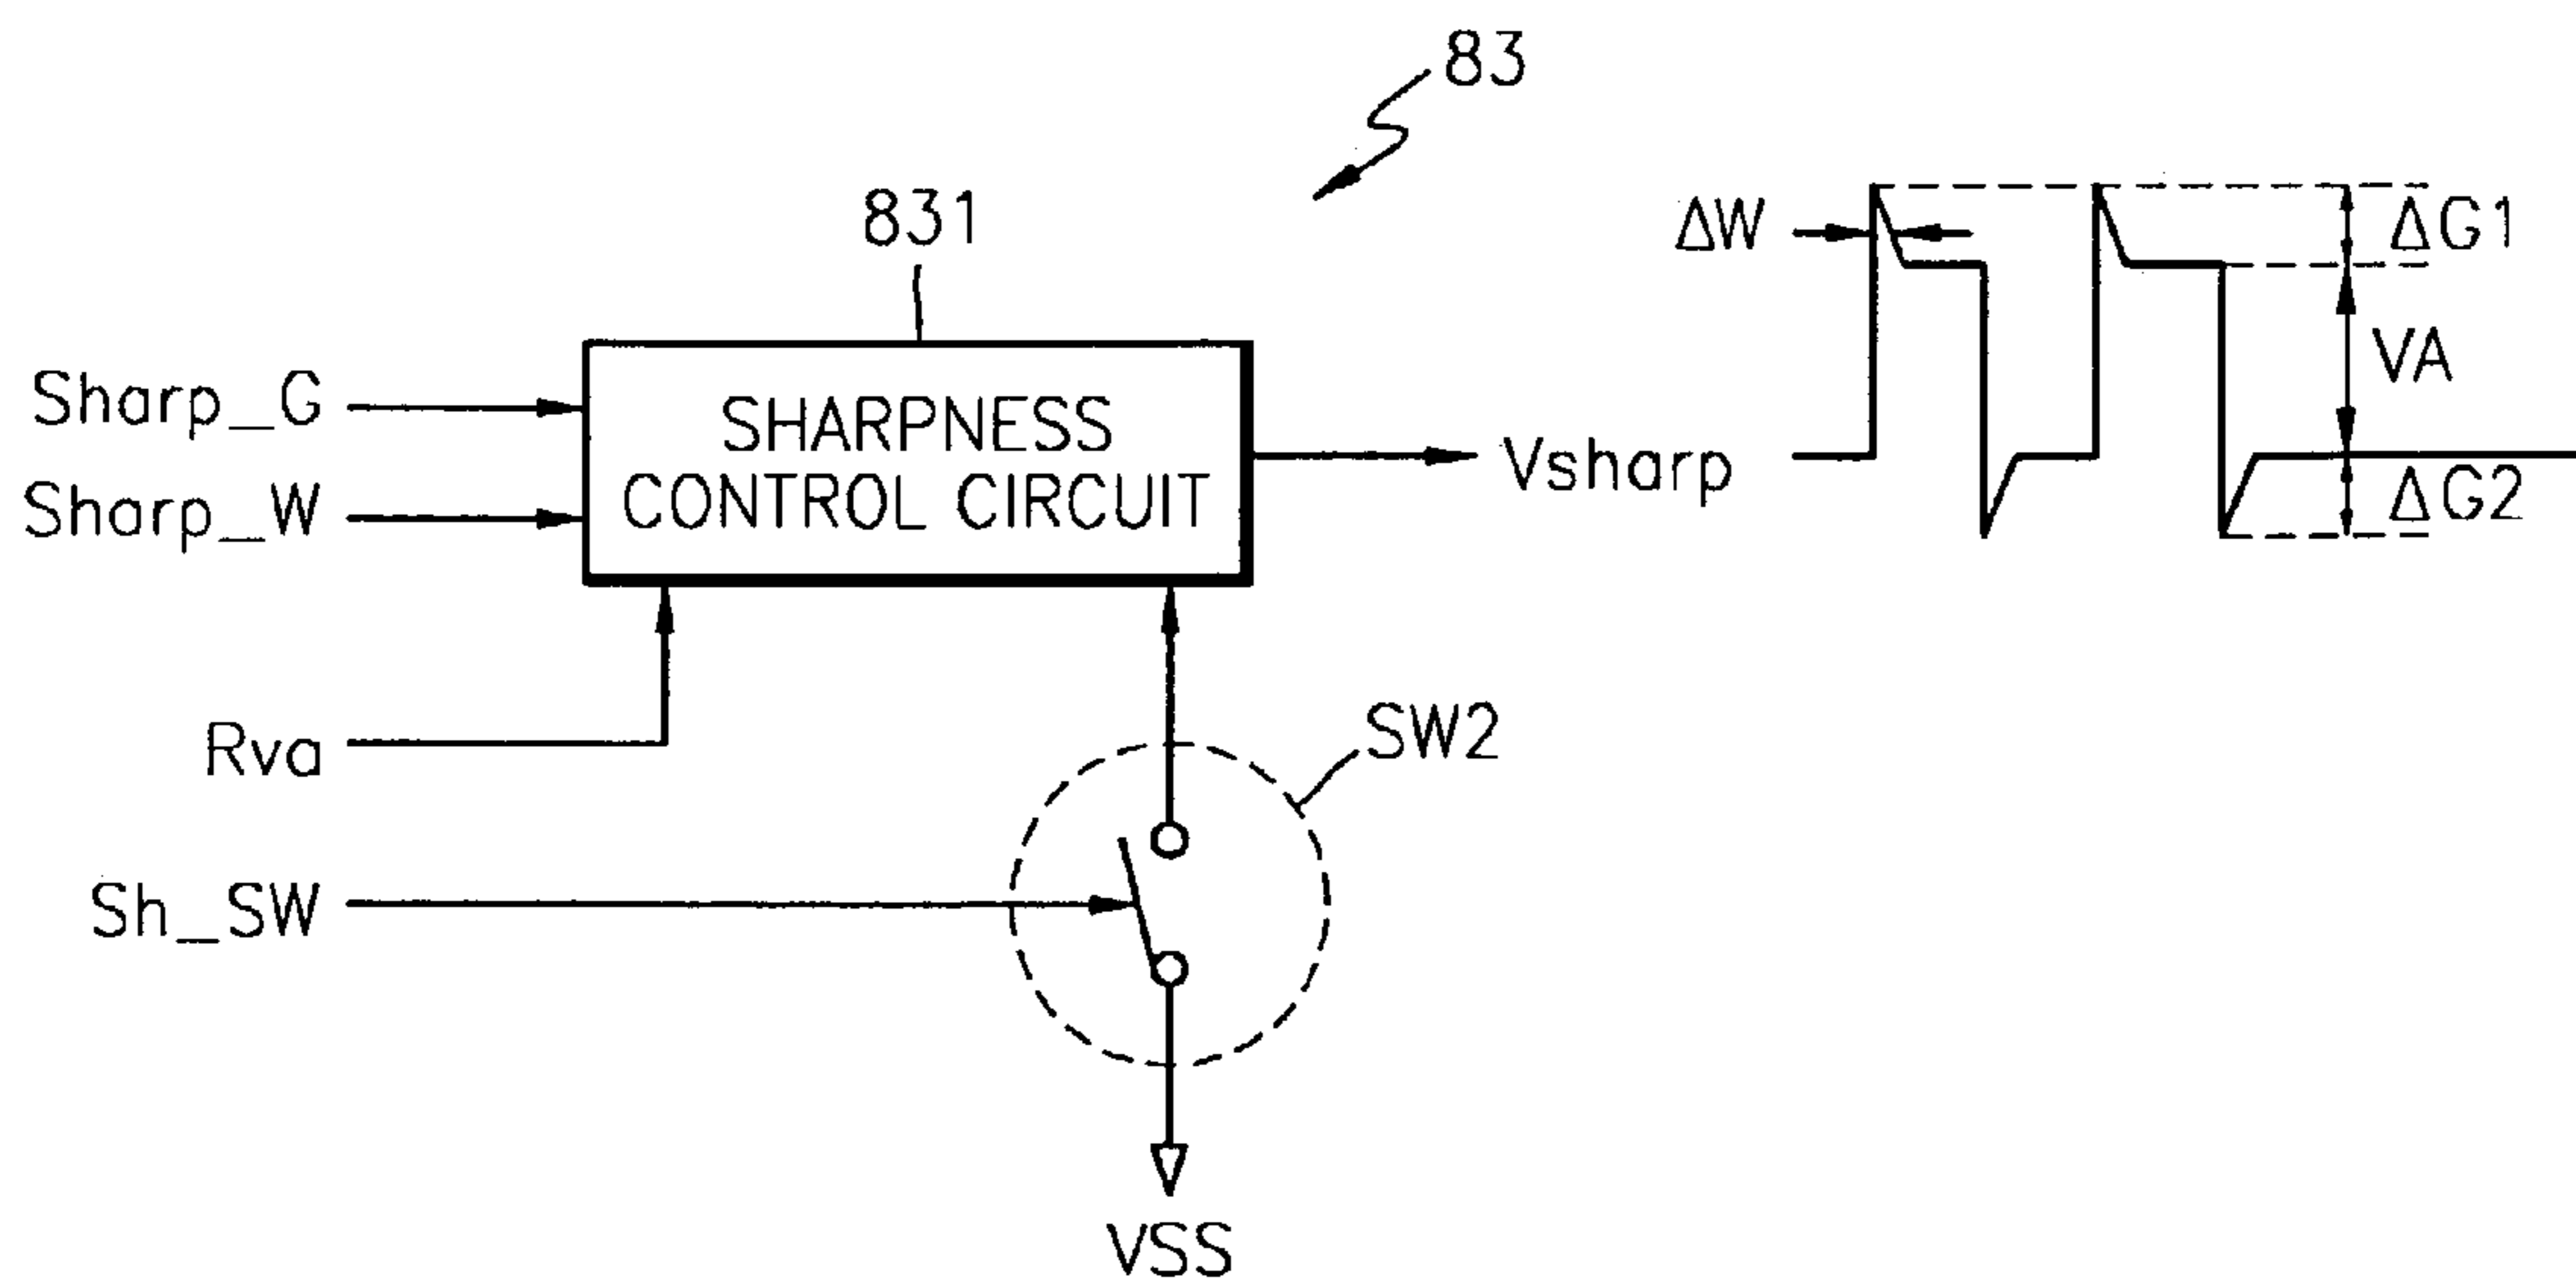 83
831
ΔW
ΔG1
VA
ΔG2
Sharp_G
Sharp_W
SHARPNESS
CONTROL CIRCUIT
Vsharp
Rva
SW2
Sh_SW
VSS